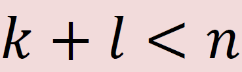 k + l < n